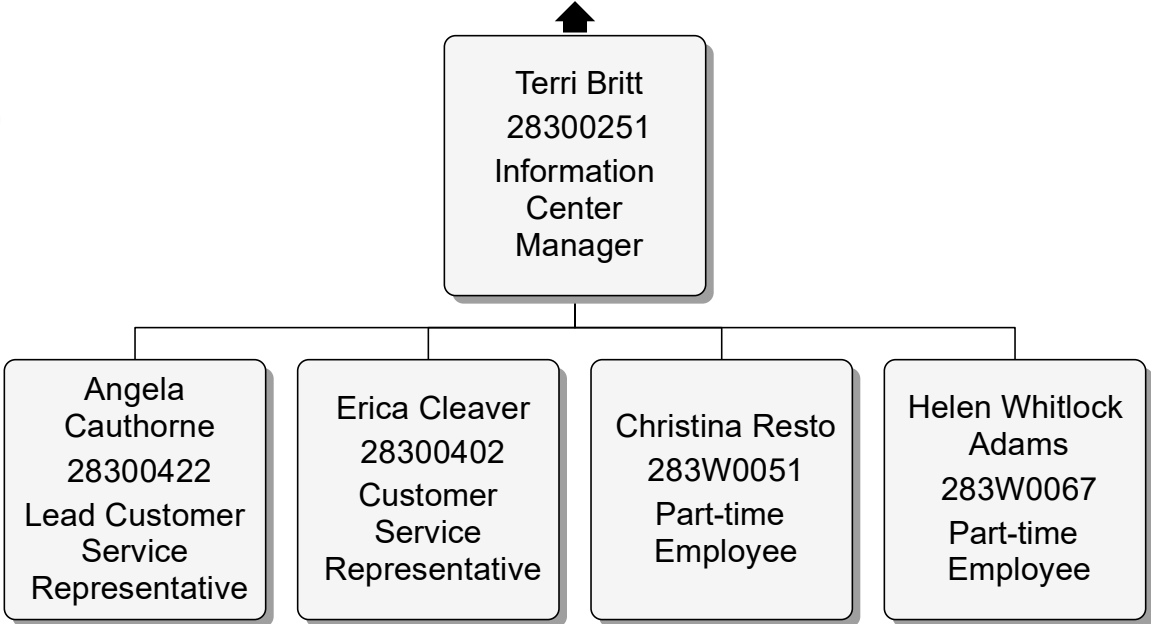 Terri Britt
28300251
Information
Center
Manager
Angela
Cauthorne
28300422
Lead Customer
Service
Representative
Erica Cleaver
28300402
Customer
Service
Representative
Christina Resto
283W0051
Part-time
Employee
Helen Whitlock
Adams
283W0067
Part-time
Employee